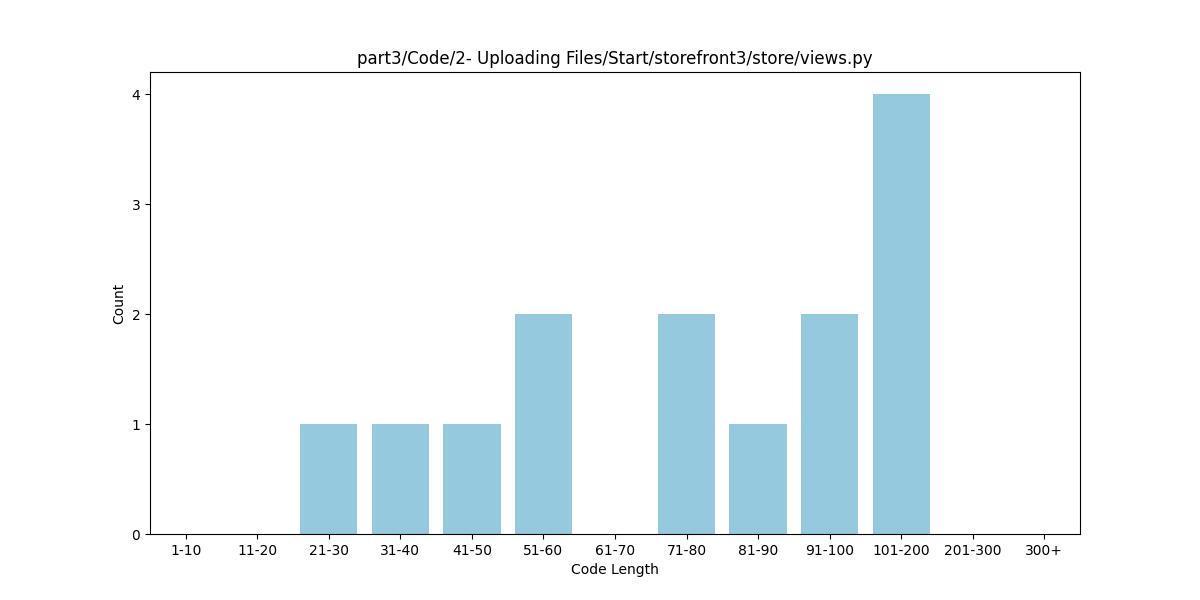 part3/Code/2- Uploading Files/Start/storefront3/store/views.py
4
3
2
1
0
Count
1-10 11-20 21-30 31-40 41-50 51-60 61-70 71-80 81-90 91-100 101-200 201-300 300+
Code Length